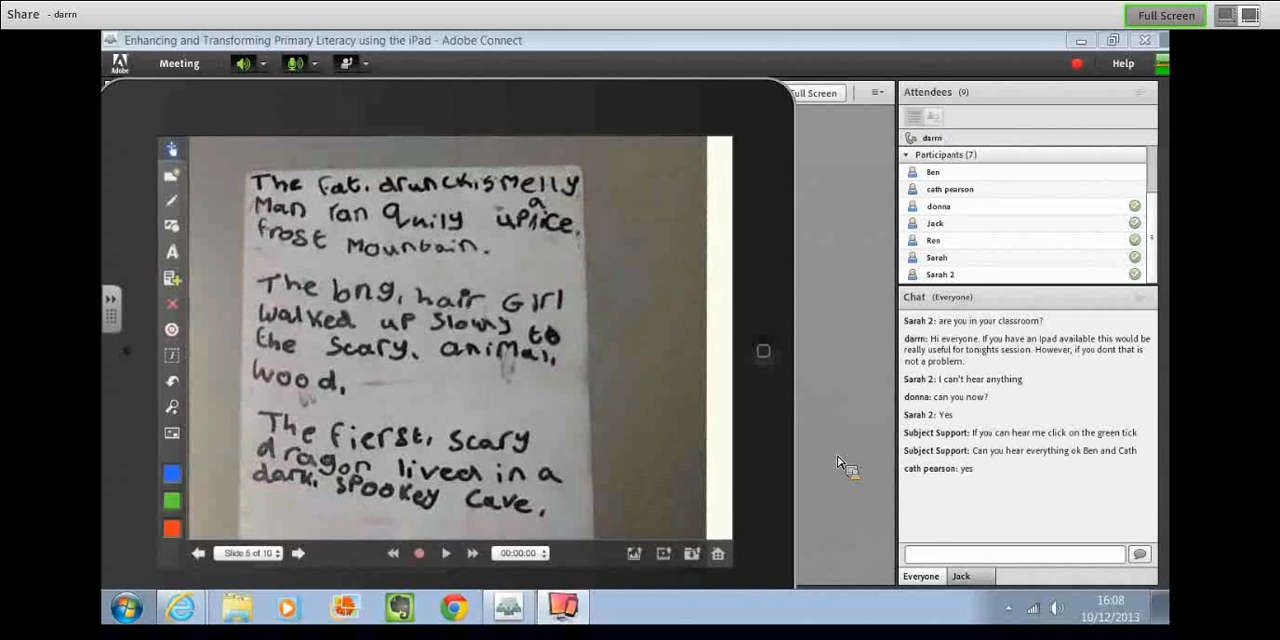 Share - darrn
Full Screen
Enhancing and Transforming Primary Literacy using the iPad - Adobe Connect
Adobe
Meeting
Help
Full Screen
The fat. drunck,smelly
Man ran quily up a ice,
frost Mountain.
The bng, hair Girl
walked up slowy to
the scary, animal,
wood,
The fierst, scary
dragon lived in a
dark, spookey cave,
Slide 5 of 10
00:00:00
Attendees (9)
darrn
Participants (7)
Ben
cath pearson
donna
Jack
Ren
Sarah
Sarah 2
Chat (Everyone)
Sarah 2: are you in your classroom?
darrn: Hi everyone. If you have an Ipad available this would be
really useful for tonights session. However, if you dont that is
not a problem.
Sarah 2: I can't hear anything
donna: can you now?
Sarah 2: Yes
Subject Support: If you can hear me click on the green tick
Subject Support: Can you hear everything ok Ben and Cath
cath pearson: yes
Everyone
Jack
16:08
10/12/2013